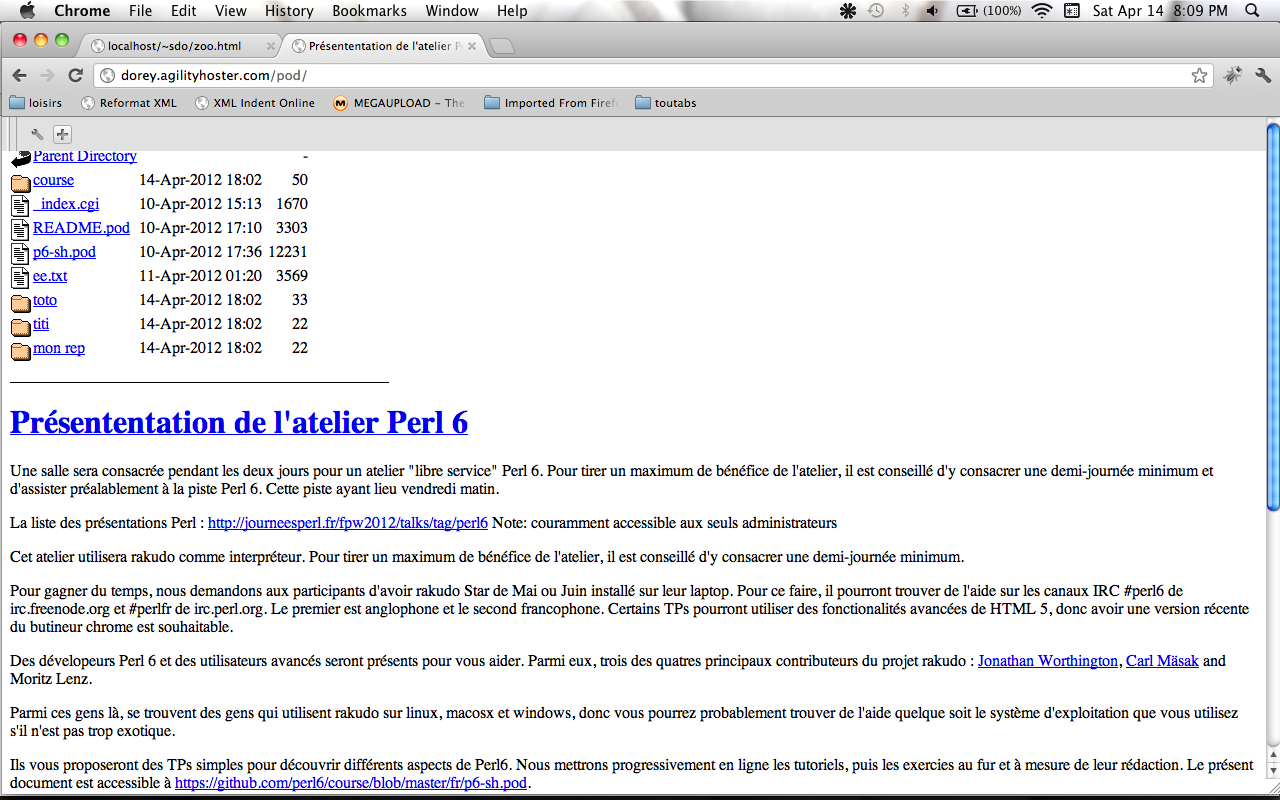 Chrome File Edit View History Bookmarks Window Help (100%) Sat Apr 14 8:09 PM
localhost/~sdo/zoo.html Présententation de l'atelier P
dorey.agilityhoster.com/pod/
loisirs Reformat XML XML Indent Online MEGAUPLOAD – The Imported From Firef toutabs
Parent Directory -
course 14-Apr-2012 18:02 50
_index.cgi 10-Apr-2012 15:13 1670
README.pod 10-Apr-2012 17:10 3303
p6-sh.pod 10-Apr-2012 17:36 12231
ee.txt 11-Apr-2012 01:20 3569
toto 14-Apr-2012 18:02 33
titi 14-Apr-2012 18:02 22
mon rep 14-Apr-2012 18:02 22
Présententation de l'atelier Perl 6
Une salle sera consacrée pendant les deux jours pour un atelier "libre service" Perl 6. Pour tirer un maximum de bénéfice de l'atelier, il est conseillé d'y consacrer une demi-journée minimum et
d'assister préalablement à la piste Perl 6. Cette piste ayant lieu vendredi matin.
La liste des présentations Perl : http://journeesperl.fr/fpw2012/talks/tag/perl6 Note: couramment accessible aux seuls administrateurs
Cet atelier utilisera rakudo comme interpréteur. Pour tirer un maximum de bénéfice de l'atelier, il est conseillé d'y consacrer une demi-journée minimum.
Pour gagner du temps, nous demandons aux participants d'avoir rakudo Star de Mai ou Juin installé sur leur laptop. Pour ce faire, il pourront trouver de l'aide sur les canaux IRC #perl6 de
irc.freenode.org et #perlfr de irc.perl.org. Le premier est anglophone et le second francophone. Certains TPs pourront utiliser des fonctionalités avancées de HTML 5, donc avoir une version récente
du butineur chrome est souhaitable.
Des dévelopeurs Perl 6 et des utilisateurs avancés seront présents pour vous aider. Parmi eux, trois des quatres principaux contributeurs du projet rakudo : Jonathan Worthington, Carl Mäsak and
Moritz Lenz.
Parmi ces gens là, se trouvent des gens qui utilisent rakudo sur linux, macosx et windows, donc vous pourrez probablement trouver de l'aide quelque soit le système d'exploitation que vous utilisez
s'il n'est pas trop exotique.
Ils vous proposeront des TPs simples pour découvrir différents aspects de Perl6. Nous mettrons progressivement en ligne les tutoriels, puis les exercies au fur et à mesure de leur rédaction. Le présent
document est accessible à https://github.com/perl6/course/blob/master/fr/p6-sh.pod.